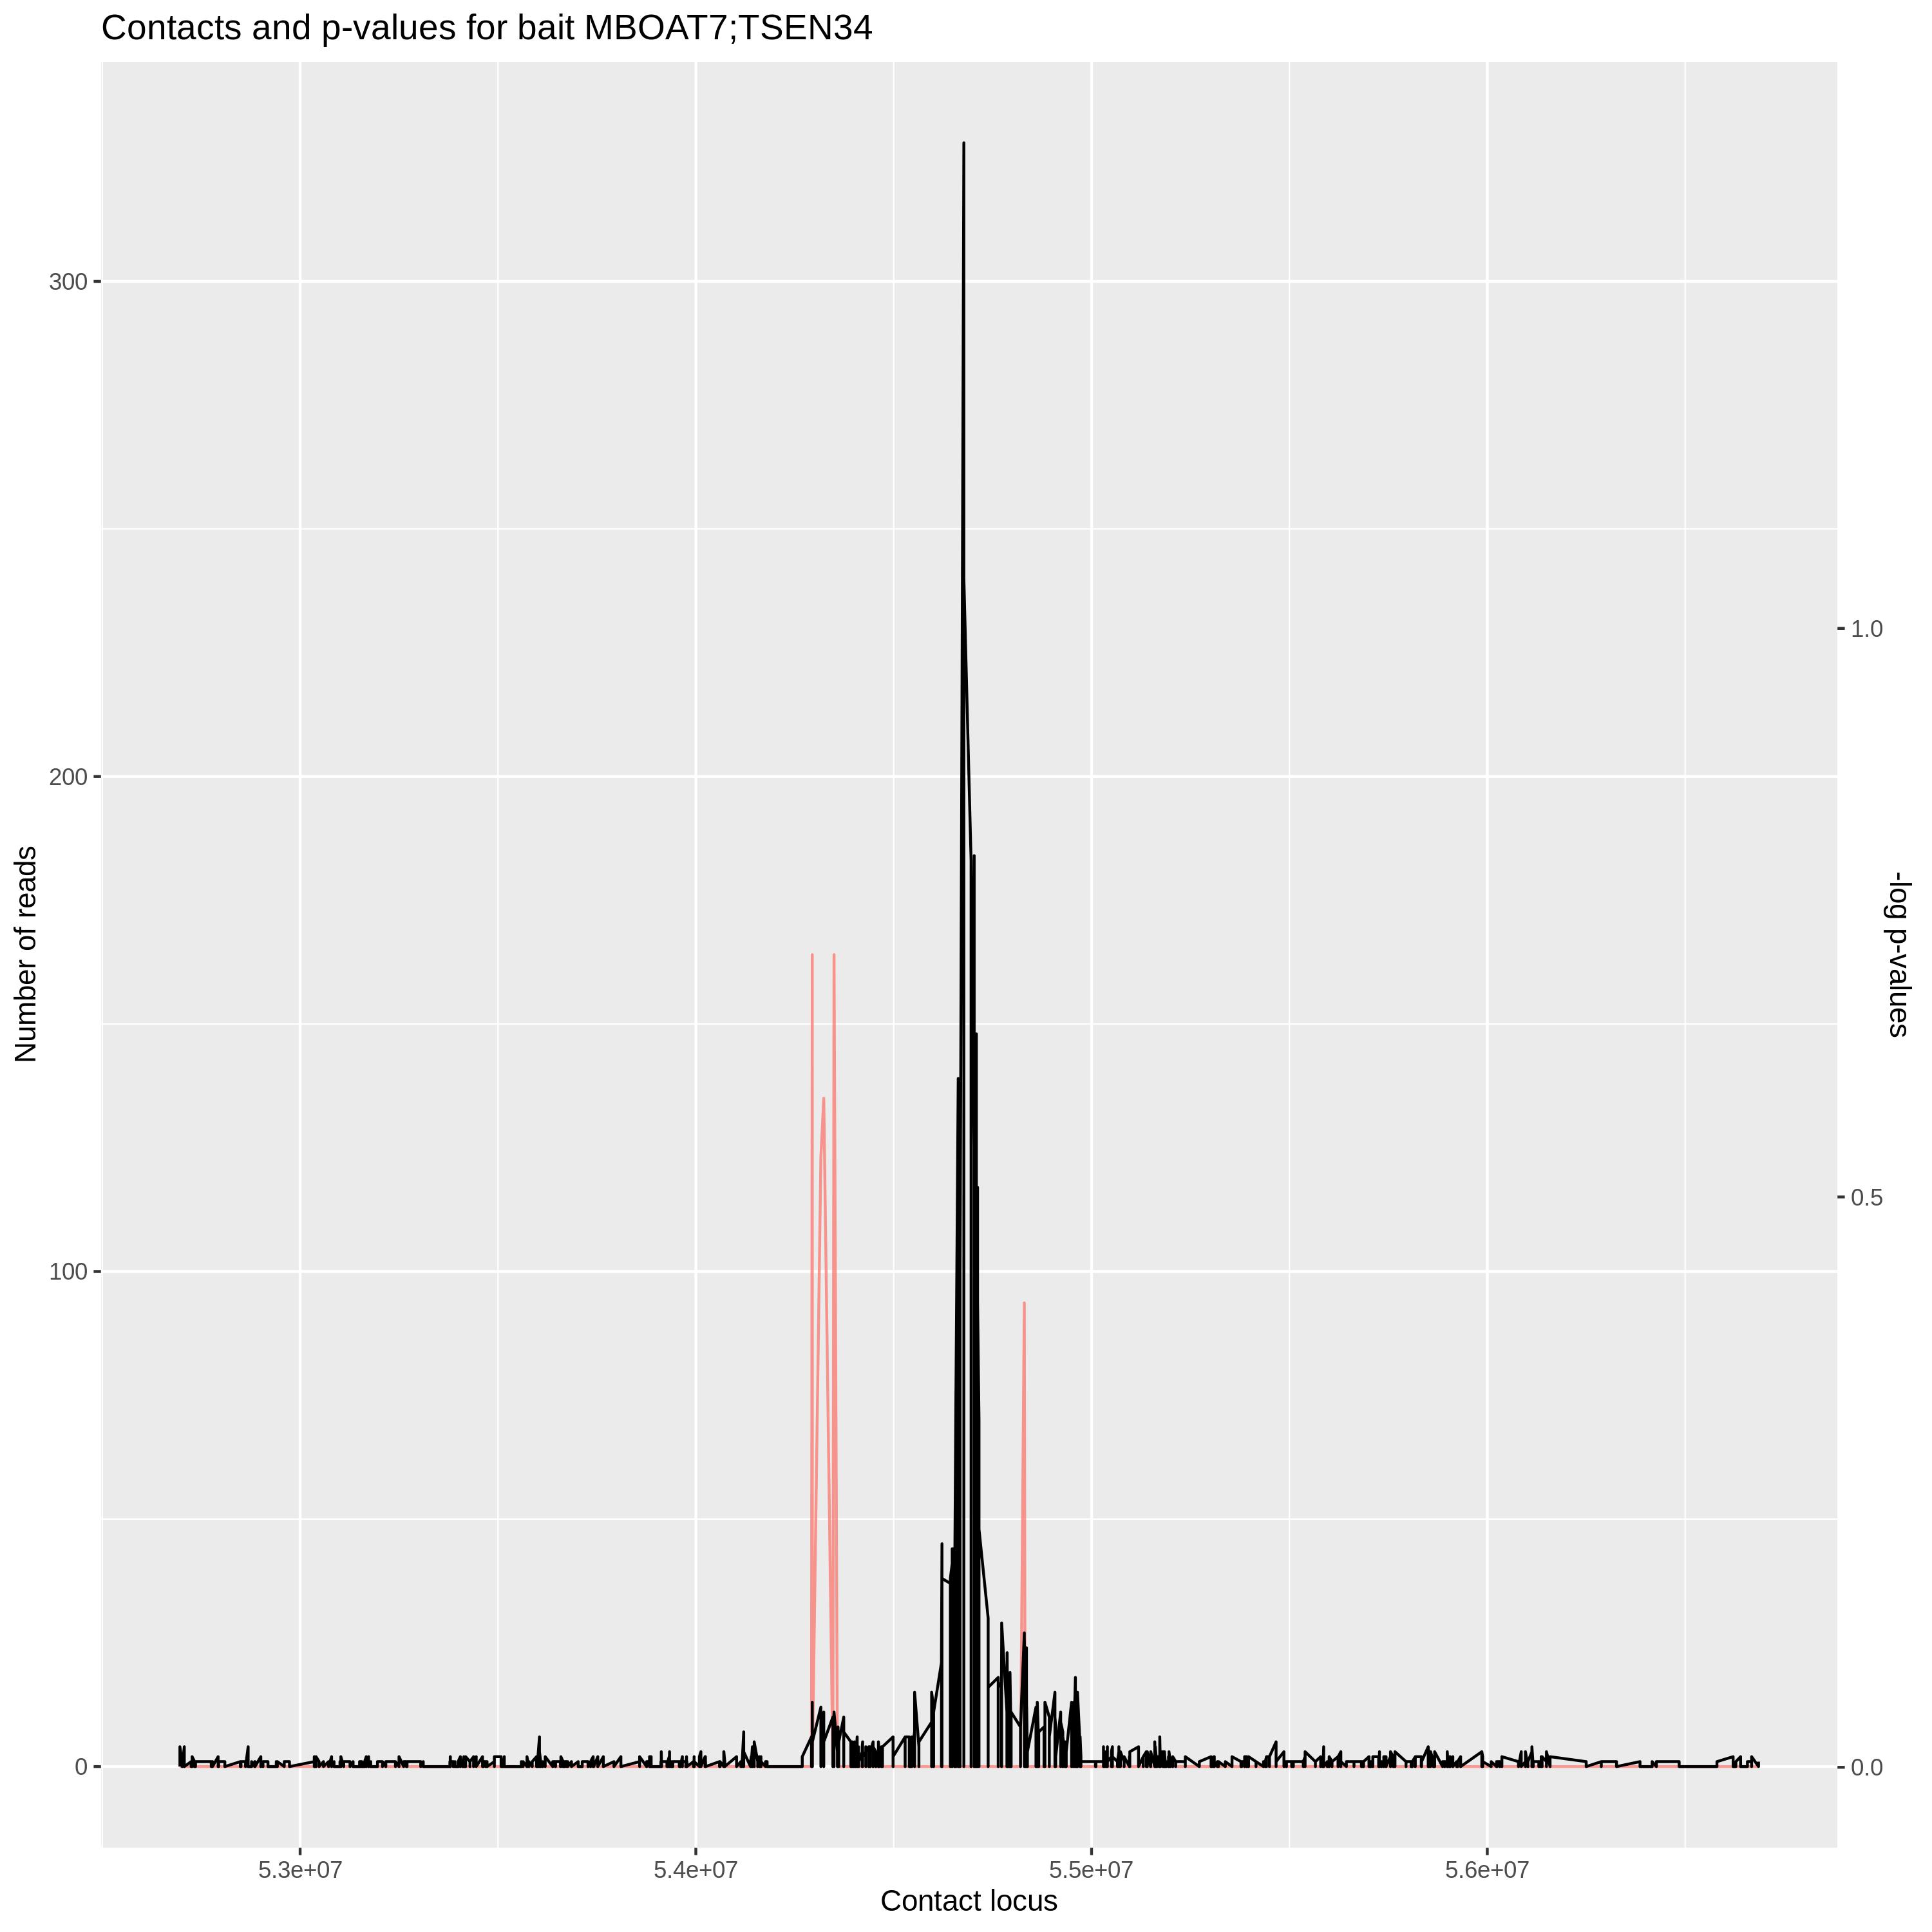 Contacts and p-values for bait MBOAT7;TSEN34
Number of reads
300
200
100
0
1.0
0.5
0.0
-log p-values
5.3e+07 5.4e+07 5.5e+07 5.6e+07
Contact locus